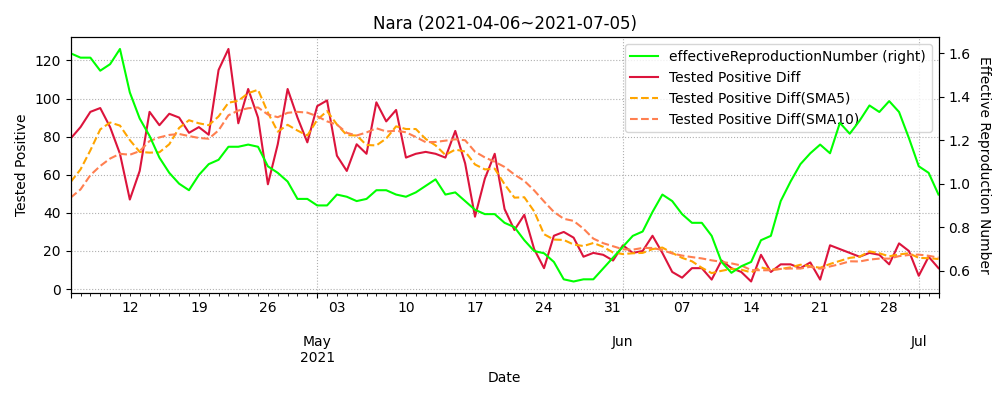 Nara (2021-04-06~2021-07-05)
effectiveReproductionNumber (right)
Tested Positive Diff
Tested Positive Diff(SMA5)
Tested Positive Diff(SMA10)
Tested Positive
120
100
80
60
40
20
0
1.6
1.4
1.2
1.0
0.8
0.6
Effective Reproduction Number
12 19 26 03 10 17 24 31 07 14 21 28
May Jun Jul
2021
Date